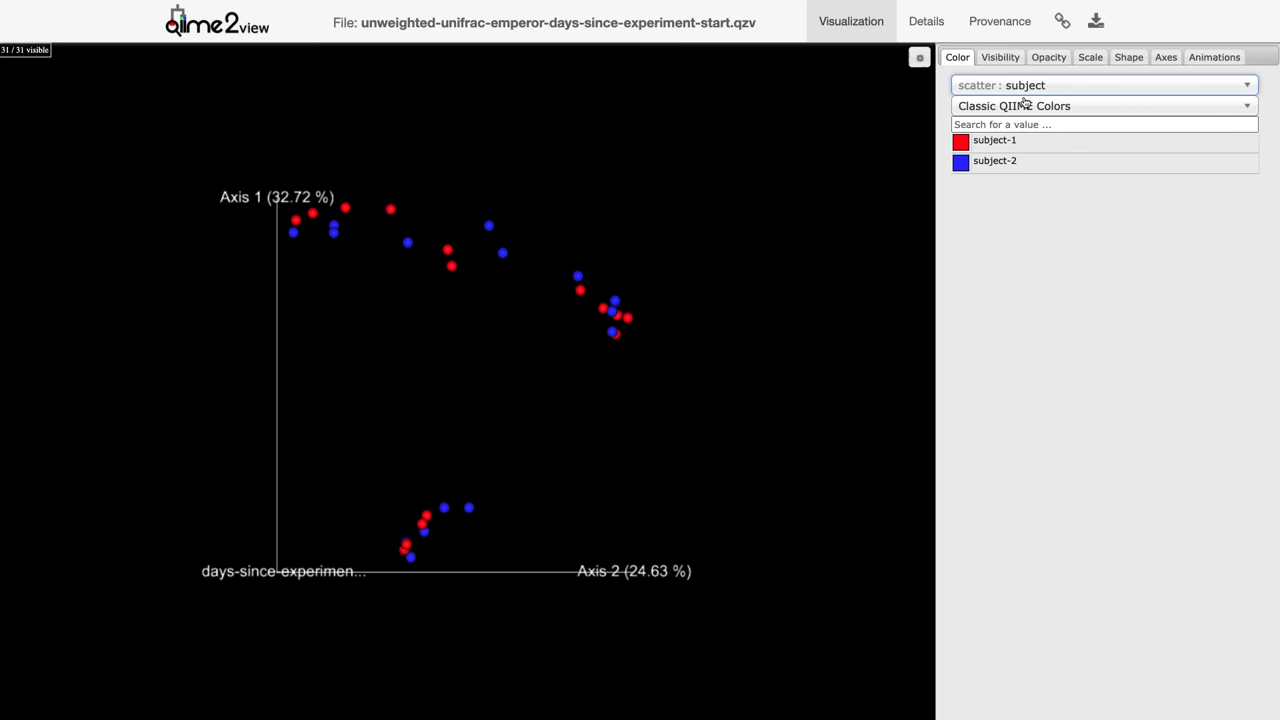 qiime2view
File: unweighted-unifrac-emperor-days-since-experiment-start.qzv
Visualization
Details
Provenance
31 / 31 visible
Color
Visibility
Opacity
Scale
Shape
Axes
Animations
scatter : subject
Classic QIIME Colors
Search for a value ...
subject-1
subject-2
Axis 1 (32.72 %)
days-since-experimen...
Axis 2 (24.63 %)